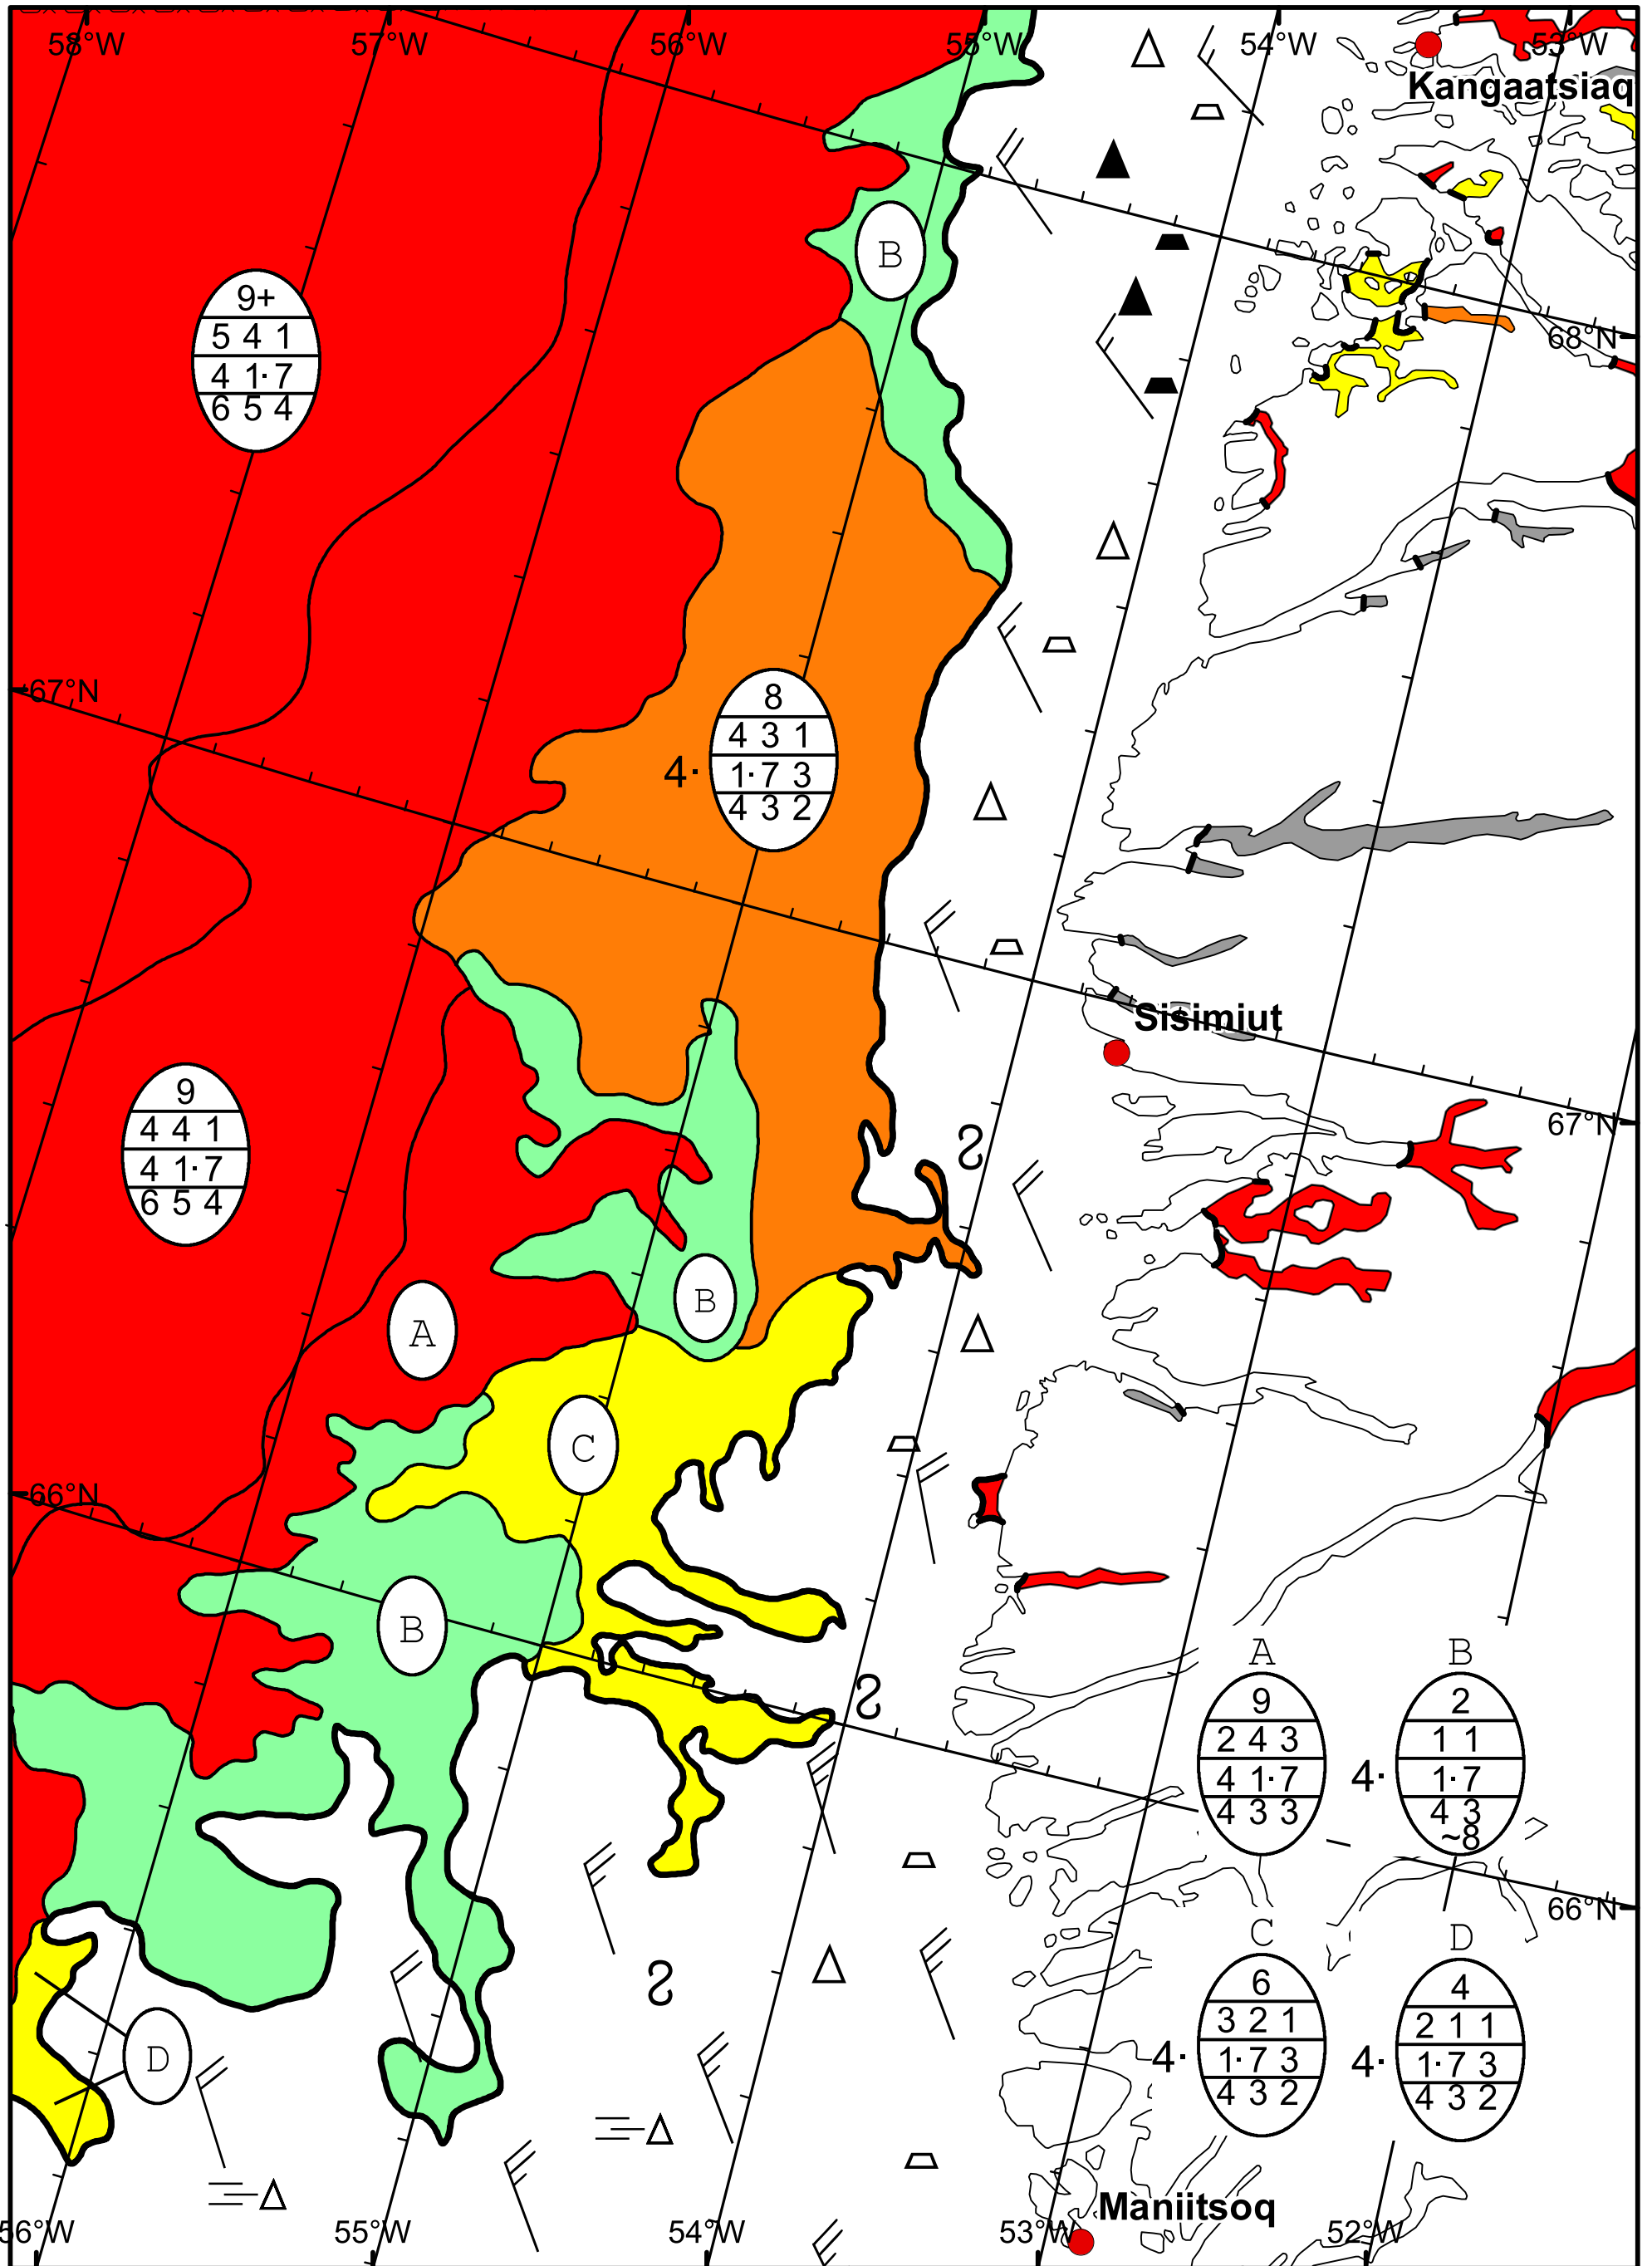 58°W
57°W
56°W
55°W
54°W
53°W
Kangaatsiaq
B
9+
5 4 1
4 1· 7
6 5 4
68°N
67°N
8
4 3 1
4· 1· 7 3
4 3 2
Sisimiut
9
4 4 1
4 1· 7
6 5 4
67°N
B
A
C
66°N
B
A
9
2 4 3
4 1· 7
4 3 3
B
2
1 1
4· 1· 7
4 3
~8
66°N
C
6
3 2 1
4· 1· 7 3
4 3 2
D
4
2 1 1
4· 1· 7 3
4 3 2
D
Maniitsoq
56°W
55°W
54°W
53°W
52°W